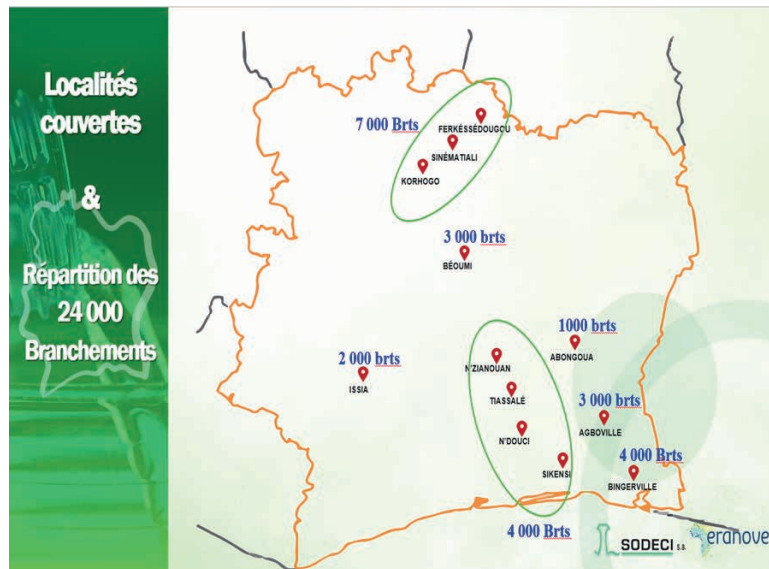 Localités
couvertes
&
Répartition des
24 000
Branchements
7 000 Brts
FERKÉSSÉDOUGOU
SINÉMATIALI
KORHOGO
3 000 brts
BÉOUMI
1000 brts
ABONGOUA
2 000 brts
ISSIA
N'ZIANOUAN
TIASSALÉ
N'DOUCI
SIKENSI
3 000 brts
AGBOVILLE
4 000 Brts
BINGERVILLE
4 000 Brts
SODECI s.a.
eranove